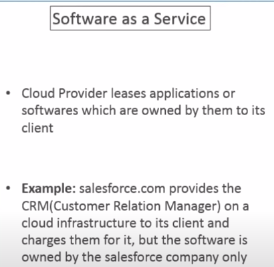 Software as a Service
• Cloud Provider leases applications or
softwares which are owned by them to its
client
• Example: salesforce.com provides the
CRM(Customer Relation Manager) on a
cloud infrastructure to its client and
charges them for it, but the software is
owned by the salesforce company only